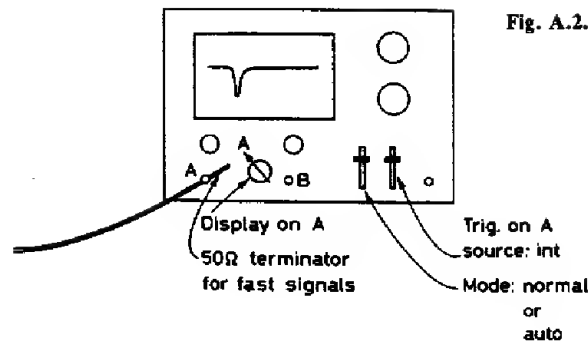 Fig. A.2.
A
A
B
Display on A
50Ω terminator
for fast signals
Trig. on A
source: int
Mode: normal
or
auto